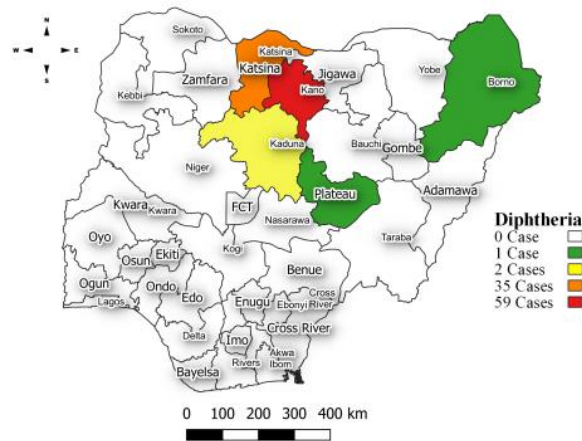 N
W E
S
Sokoto
Katsina
Katsina
Zamfara
Jigawa
Yobe
Borno
Kebbi
Kano
Kaduna
Bauchi
Gombe
Niger
Adamawa
Plateau
FCT
Kwara
Kwara
Nasarawa
Taraba
Oyo
Kogi
Ekiti
Osun
Benue
Ogun
Ondo
Edo
Lagos
Enugu
Cross
Ebonyi River
Delta
Cross River
Imo
Akwa
Ibom
Rivers
Bayelsa
Diphtheria
0 Case
1 Case
2 Cases
35 Cases
59 Cases
0 100 200 300 400 km